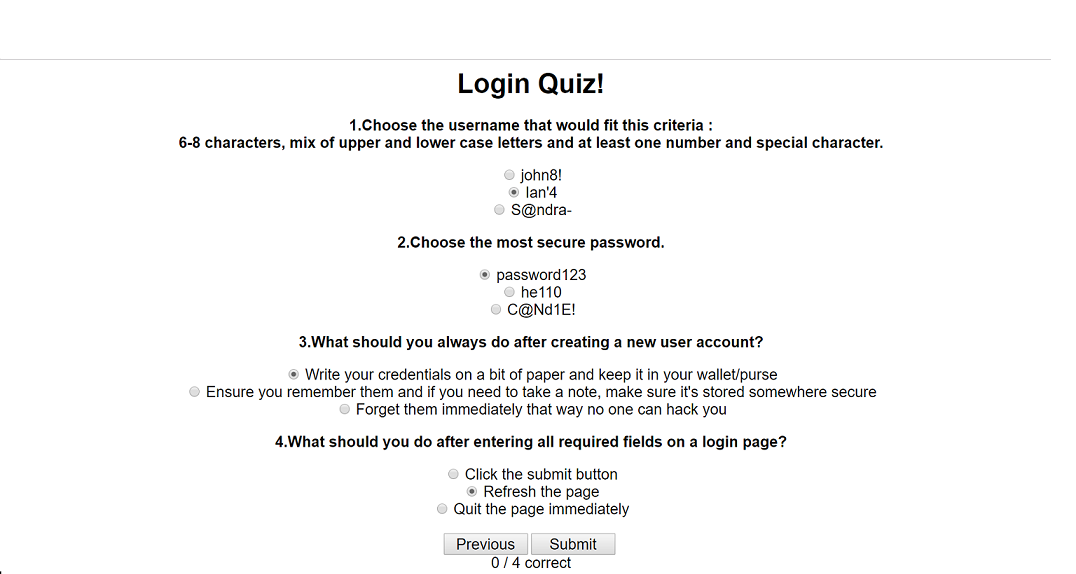 Login Quiz!
1.Choose the username that would fit this criteria :
6-8 characters, mix of upper and lower case letters and at least one number and special character.
john8!
Ian'4
S@ndra-
2.Choose the most secure password.
password123
he110
C@Nd1E!
3.What should you always do after creating a new user account?
Write your credentials on a bit of paper and keep it in your wallet/purse
Ensure you remember them and if you need to take a note, make sure it's stored somewhere secure
Forget them immediately that way no one can hack you
4.What should you do after entering all required fields on a login page?
Click the submit button
Refresh the page
Quit the page immediately
Previous Submit
0 / 4 correct